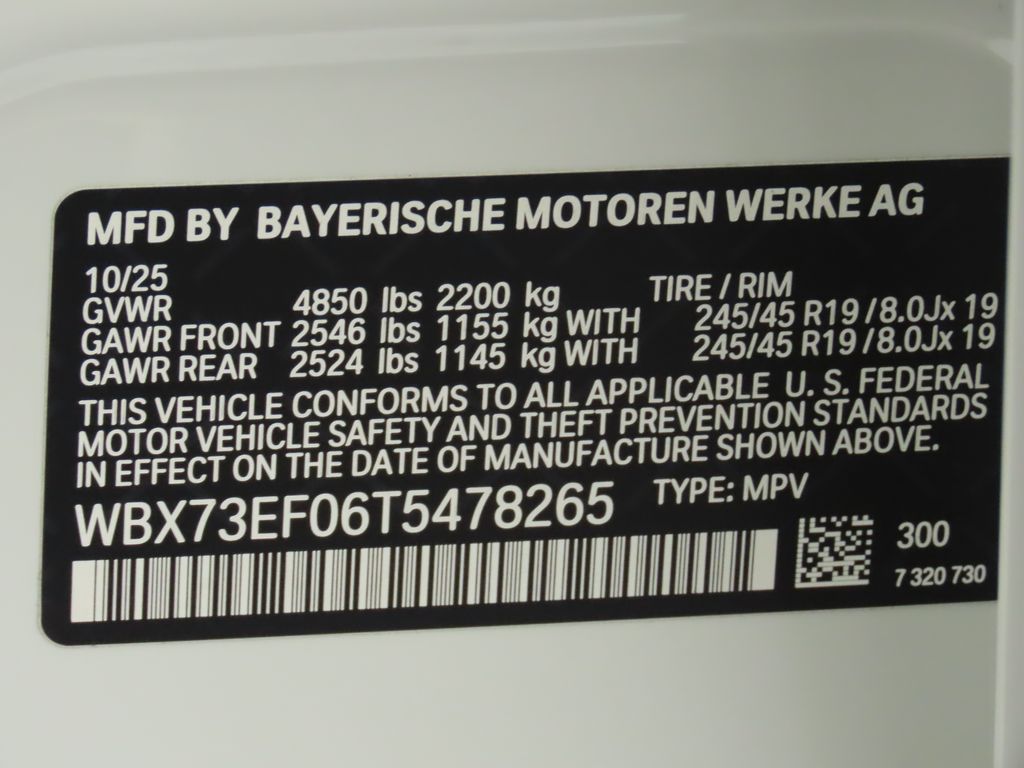 MFD BY BAYERISCHE MOTOREN WERKE AG
10/25
GVWR 4850 lbs 2200 kg TIRE / RIM
GAWR FRONT 2546 lbs 1155 kg WITH 245/45 R19 /8.0Jx 19
GAWR REAR 2524 lbs 1145 kg WITH 245/45 R19 /8.0Jx 19
THIS VEHICLE CONFORMS TO ALL APPLICABLE U. S. FEDERAL
MOTOR VEHICLE SAFETY AND THEFT PREVENTION STANDARDS
IN EFFECT ON THE DATE OF MANUFACTURE SHOWN ABOVE.
WBX73EF06T5478265 TYPE: MPV
300
7 320 730